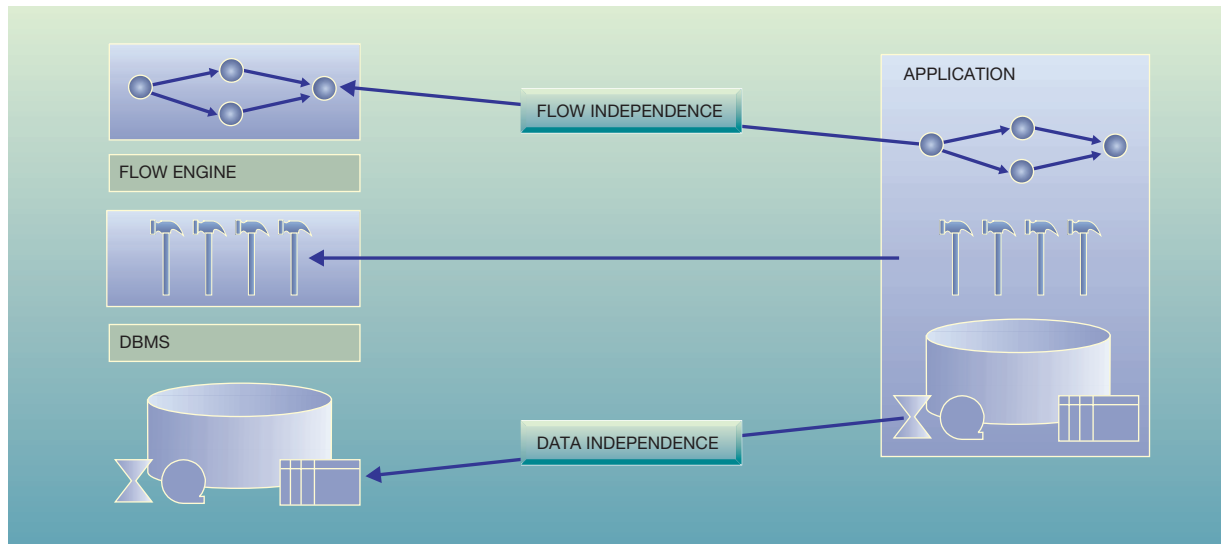 FLOW INDEPENDENCE
APPLICATION
FLOW ENGINE
DBMS
DATA INDEPENDENCE